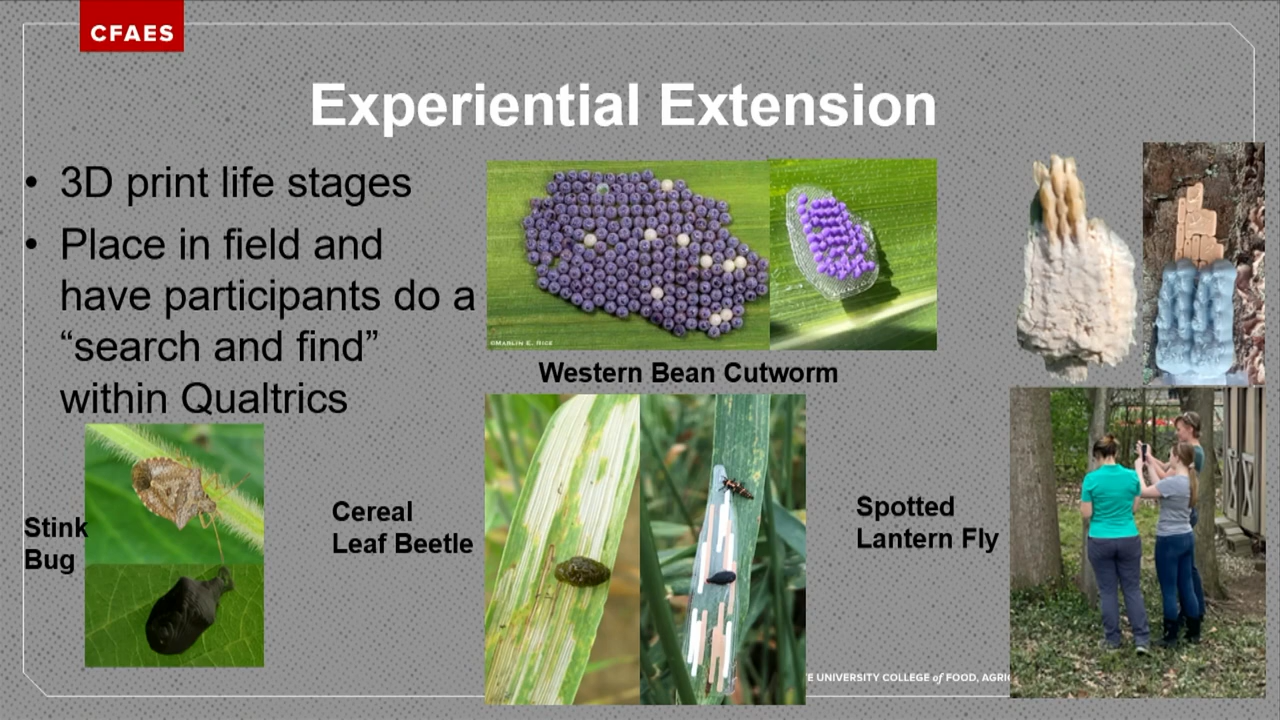 CFAES
Experiential Extension
• 3D print life stages
• Place in field and
have participants do a
“search and find”
within Qualtrics
©Marlin E. Rice
Western Bean Cutworm
Stink
Bug
Cereal
Leaf Beetle
Spotted
Lantern Fly
E UNIVERSITY COLLEGE of FOOD, AGRIC